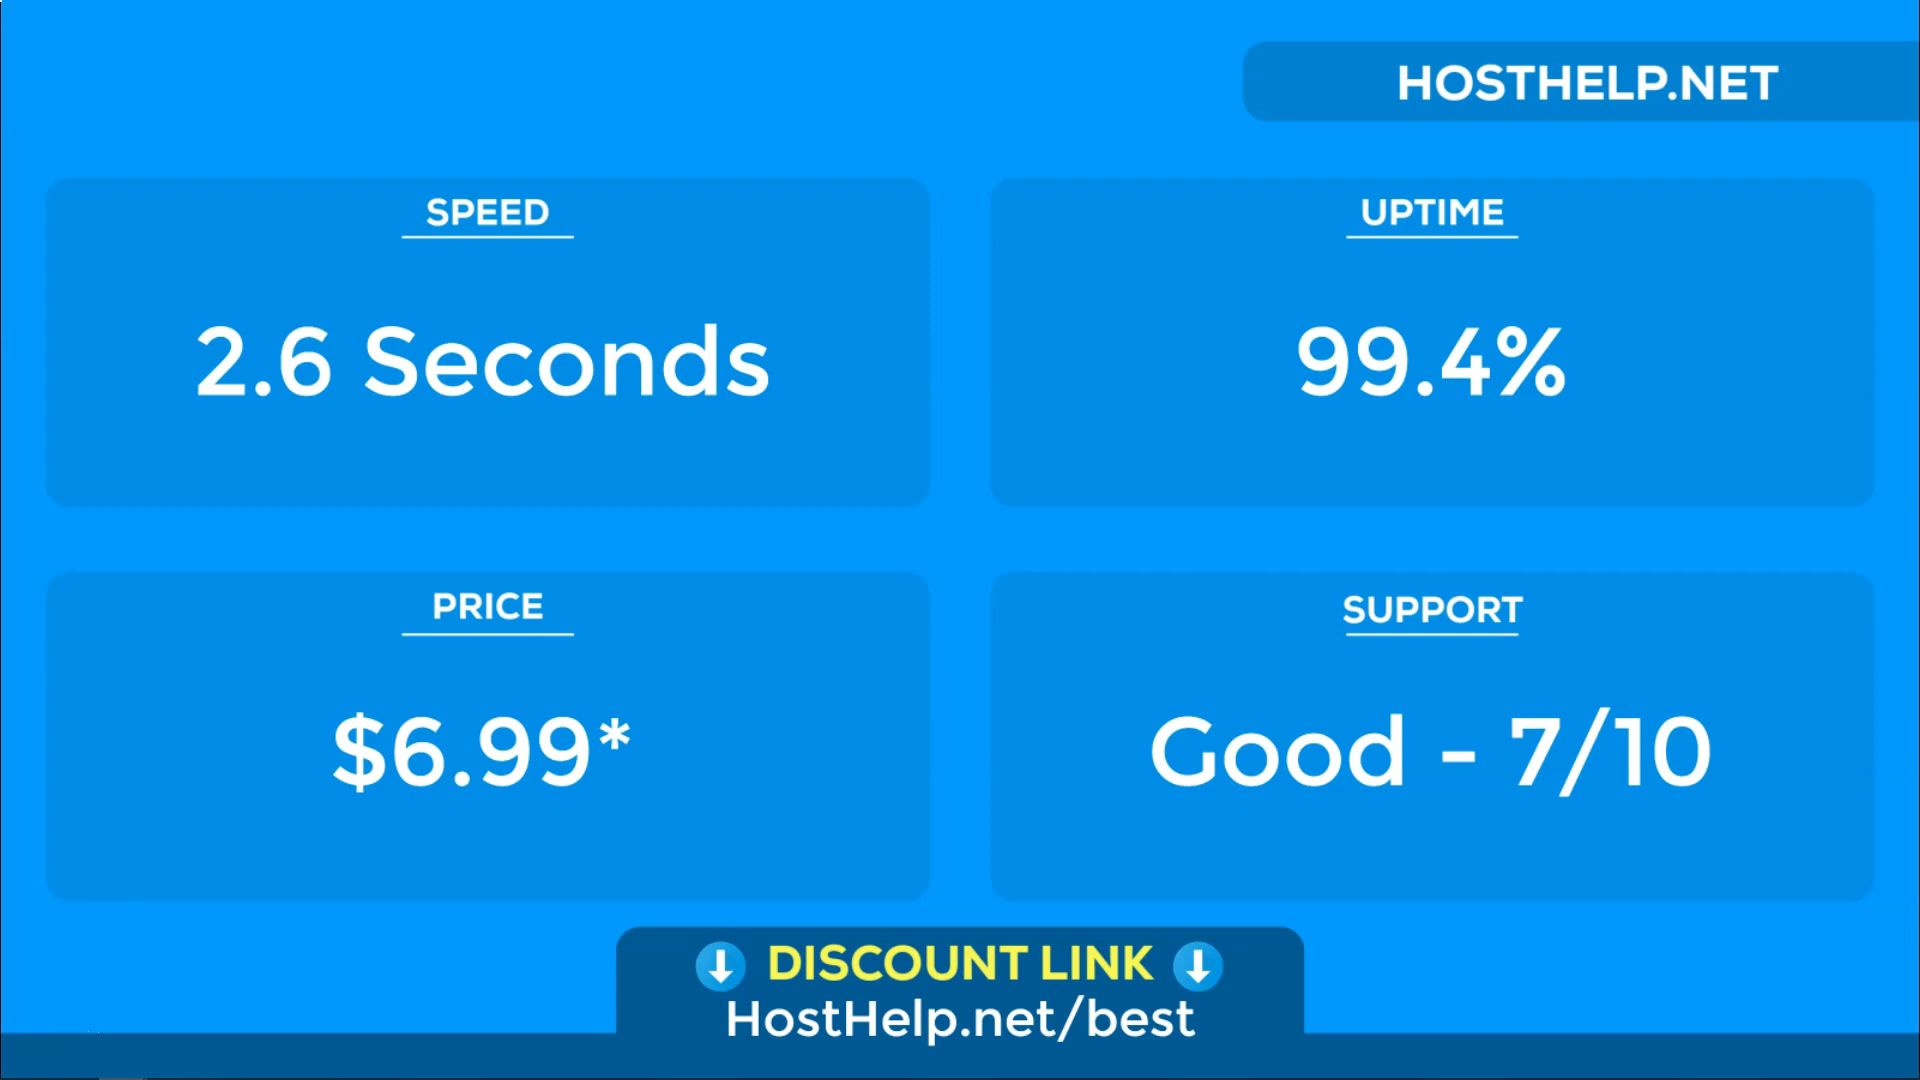 HOSTHELP.NET
SPEED
2.6 Seconds
UPTIME
99.4%
PRICE
$6.99*
SUPPORT
Good - 7/10
DISCOUNT LINK
HostHelp.net/best